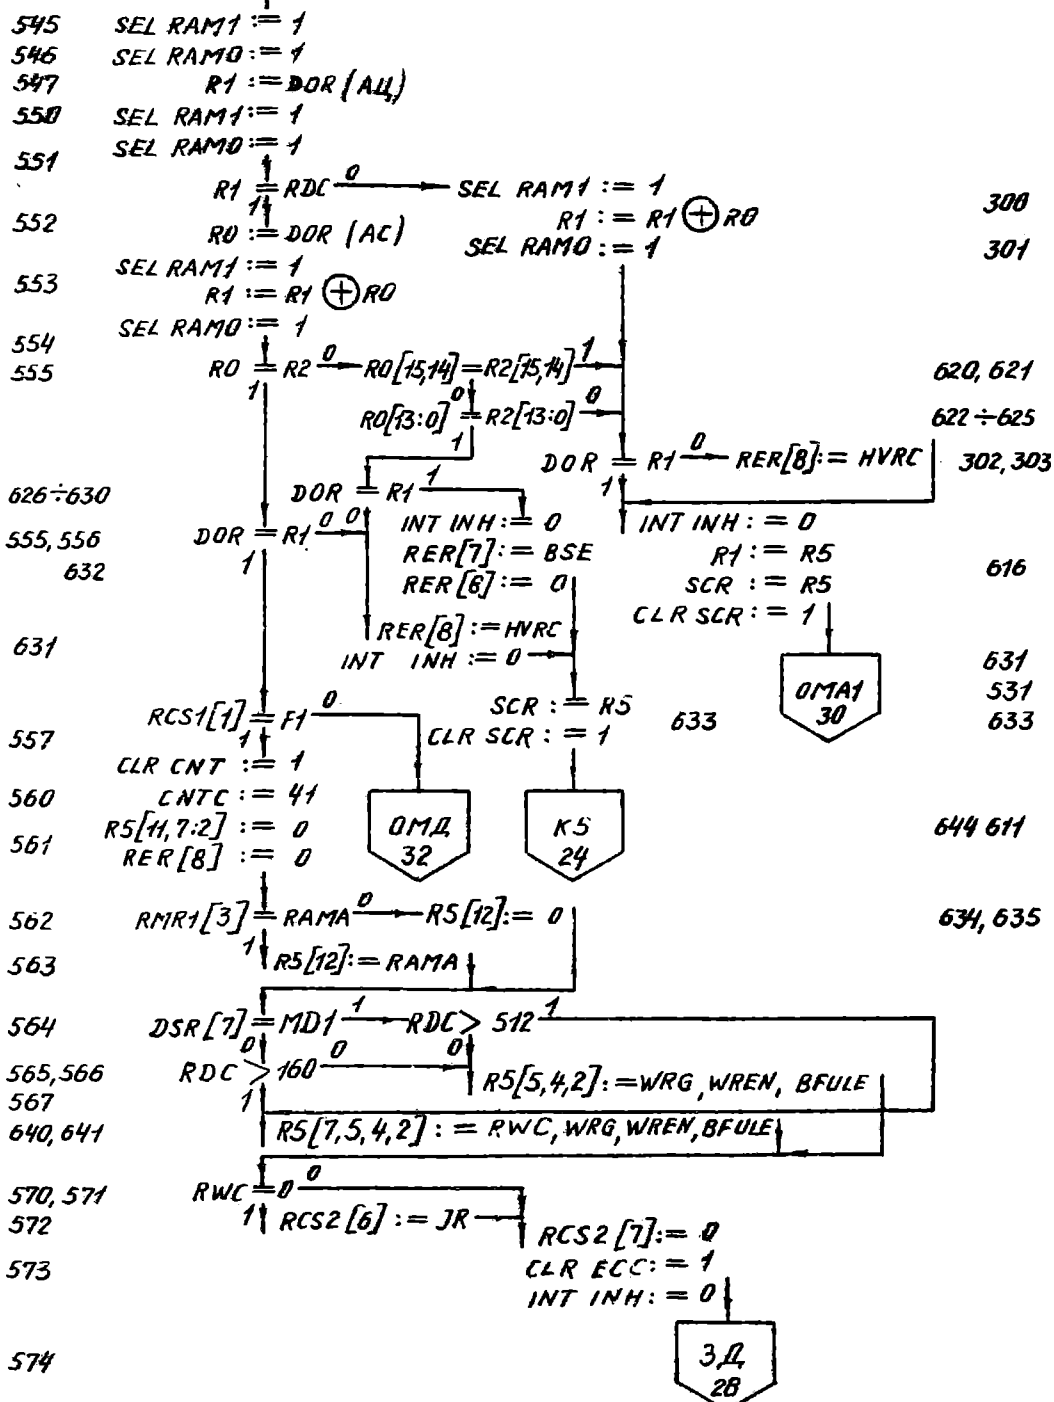 545 SEL RAM1 := 1
546 SEL RAM0 := 1
547 R1 := DOR (АЦ)
550 SEL RAM1 := 1
551 SEL RAM0 := 1
R1 = RDC 0 SEL RAM1 := 1
1 R1 := R1 ⊕ R0 300
552 R0 := DOR (АС) SEL RAM0 := 1 301
553 SEL RAM1 := 1
R1 := R1 ⊕ R0
554 SEL RAM0 := 1
555 R0 = R2 0 R0[15,14] = R2[15,14] 1 620, 621
1 0
R0[13:0] = R2[13:0] 0 622÷625
1
DOR = R1 0 RER[8] := HVRC 302, 303
1
626÷630 DOR = R1 1
INT INH := 0 INT INH := 0
555, 556 DOR = R1 0 0 RER[7] := BSE R1 := R5
632 1 RER[6] := 0 SCR := R5 616
CLR SCR := 1
631 RER[8] := HVRC
INT INH := 0 631
ОМА1 531
30
RCS1[1] = F1 0 SCR := R5 633 633
557 1 CLR SCR := 1
CLR CNT := 1
560 CNTC := 41
561 R5[11,7:2] := 0 ОМД К5 644 611
RER[8] := 0 32 24
562 RMR1[3] = RAMA 0 R5[12] := 0 634, 635
1
563 R5[12] := RAMA
564 DSR[7] = MD1 1 RDC > 512 1
0 0
565,566 RDC > 160 0
567 1 R5[5,4,2] := WRG, WREN, BFULE
640, 641 R5[7,5,4,2] := RWC, WRG, WREN, BFULE
570, 571 RWC = 0 0
572 1 RCS2[6] := JR
RCS2[7] := 0
573 CLR ECC := 1
INT INH := 0
574 ЗД
28